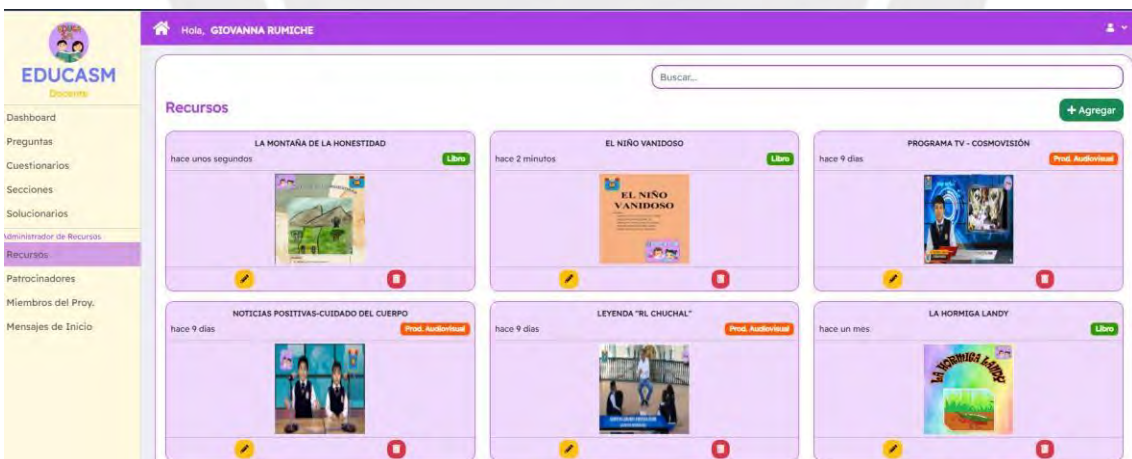 EDUCA
EDUCASM
Docente
Dashboard
Preguntas
Cuestionarios
Secciones
Solucionarios
Administrador de Recursos
Recursos
Patrocinadores
Miembros del Proy.
Mensajes de Inicio
Hola, GIOVANNA RUMICHE
Buscar...
Recursos
+ Agregar
LA MONTAÑA DE LA HONESTIDAD
hace unos segundos Libro
EL NIÑO VANIDOSO
hace 2 minutos Libro
EL NIÑO
VANIDOSO
PROGRAMA TV - COSMOVISIÓN
hace 9 días Prod. Audiovisual
NOTICIAS POSITIVAS-CUIDADO DEL CUERPO
hace 9 días Prod. Audiovisual
LEYENDA "RL CHUCHAL"
hace 9 días Prod. Audiovisual
LA HORMIGA LANDY
hace un mes Libro
LA HORMIGA LANDY